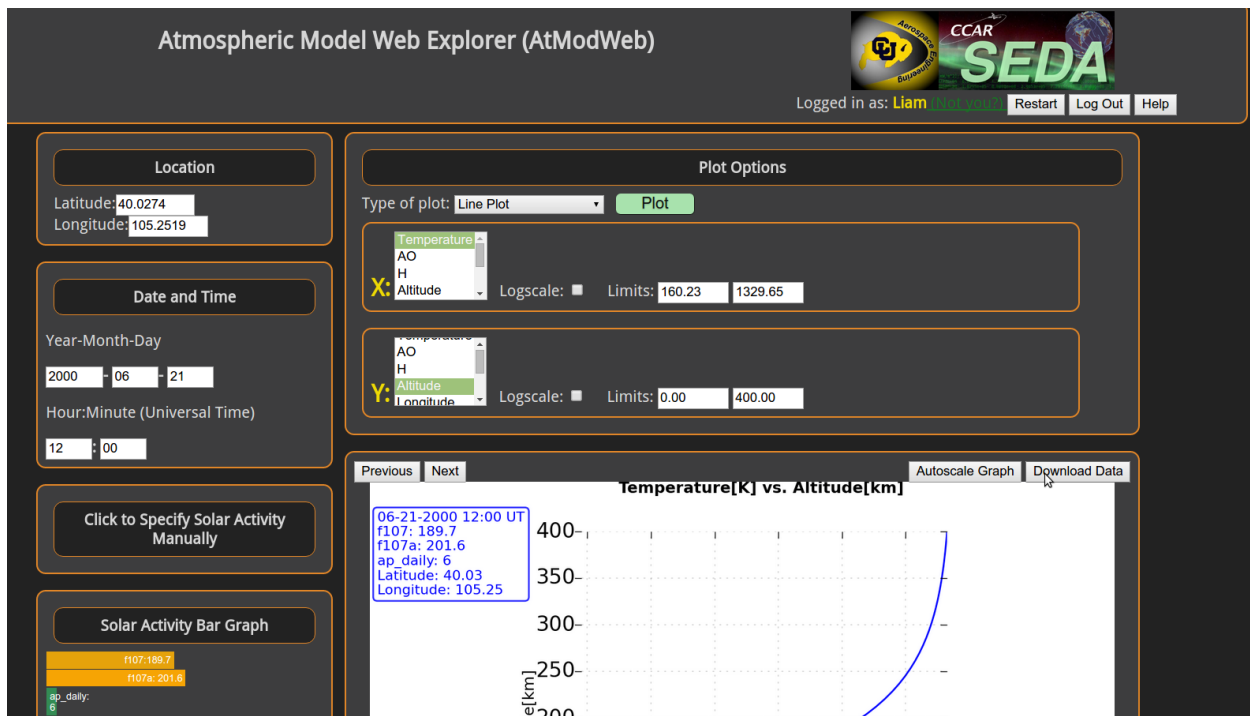 Atmospheric Model Web Explorer (AtModWeb)
Aerospace
CU
Engineering
CCAR
SEDA
Logged in as: Liam (Not you?) Restart Log Out Help
Location
Latitude: 40.0274
Longitude: 105.2519
Date and Time
Year-Month-Day
2000 - 06 - 21
Hour:Minute (Universal Time)
12 : 00
Click to Specify Solar Activity
Manually
Solar Activity Bar Graph
f107:189.7
f107a: 201.6
ap_daily:
6
Plot Options
Type of plot: Line Plot Plot
Temperature
AO
H
Altitude
X: Logscale: Limits: 160.23 1329.65
Temperature
AO
H
Altitude
Longitude
Y: Logscale: Limits: 0.00 400.00
Previous Next Autoscale Graph Download Data
Temperature[K] vs. Altitude[km]
06-21-2000 12:00 UT
f107: 189.7
f107a: 201.6
ap_daily: 6
Latitude: 40.03
Longitude: 105.25
400
350
300
250
200
e[km]